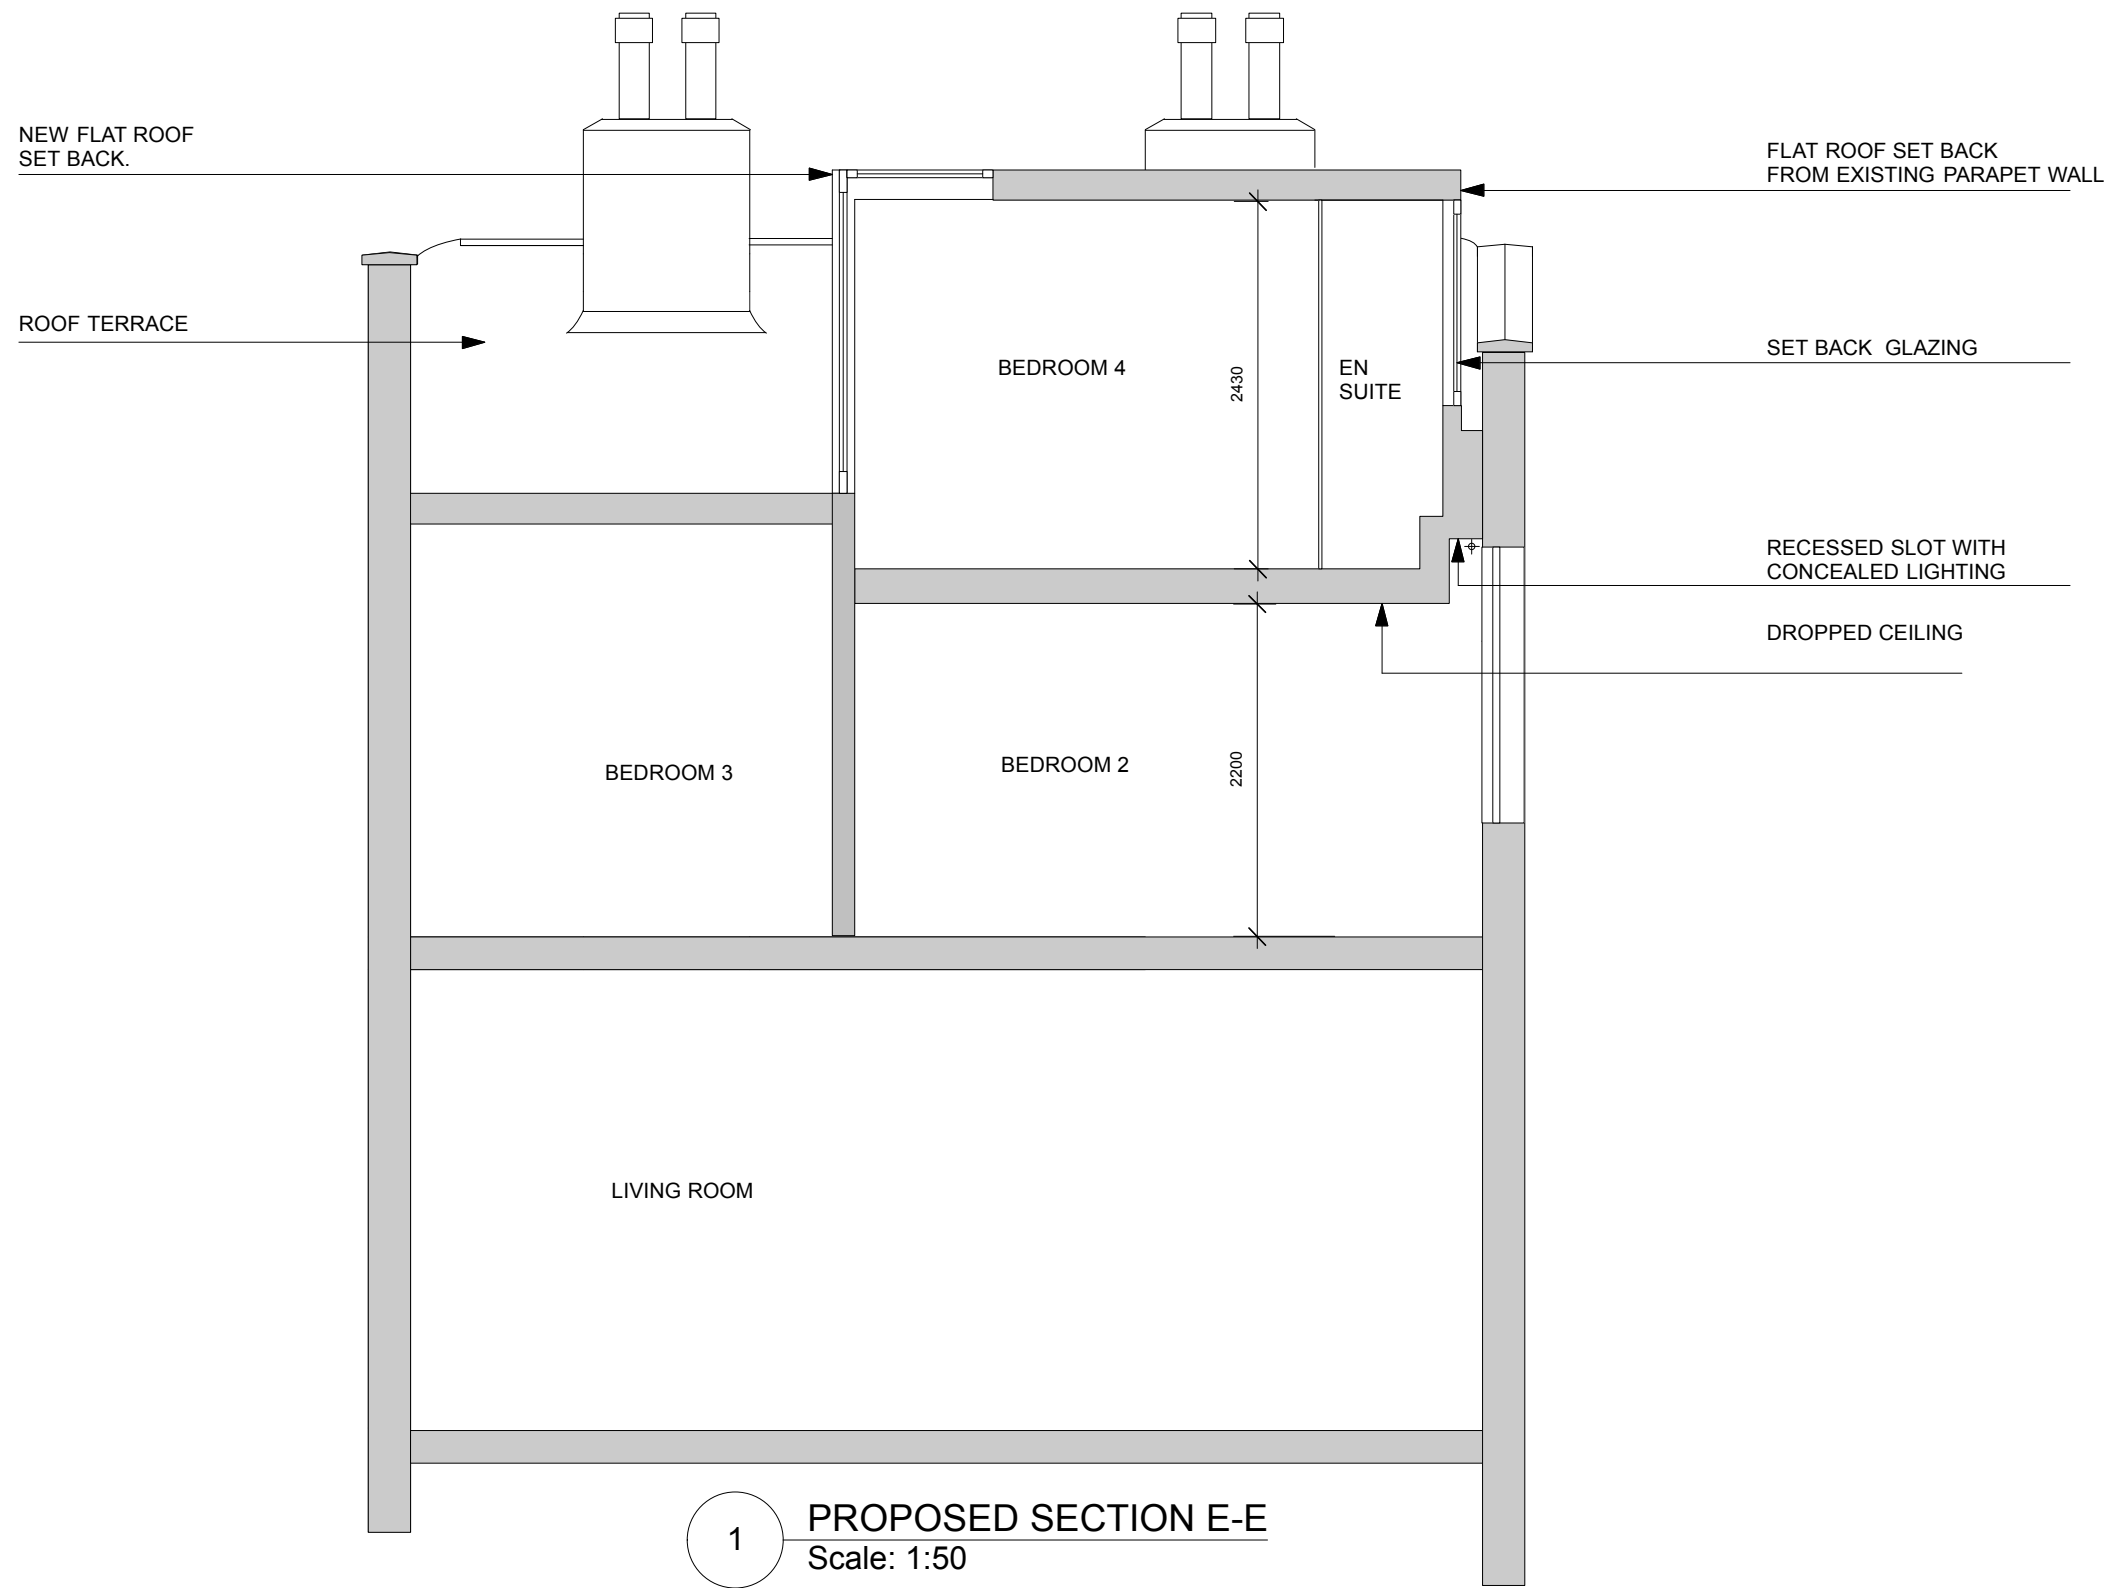 NEW FLAT ROOF
SET BACK.
FLAT ROOF SET BACK
FROM EXISTING PARAPET WALL
ROOF TERRACE
SET BACK GLAZING
BEDROOM 4
2430
EN
SUITE
RECESSED SLOT WITH
CONCEALED LIGHTING
DROPPED CEILING
BEDROOM 3
BEDROOM 2
2200
LIVING ROOM
1
PROPOSED SECTION E-E
Scale: 1:50